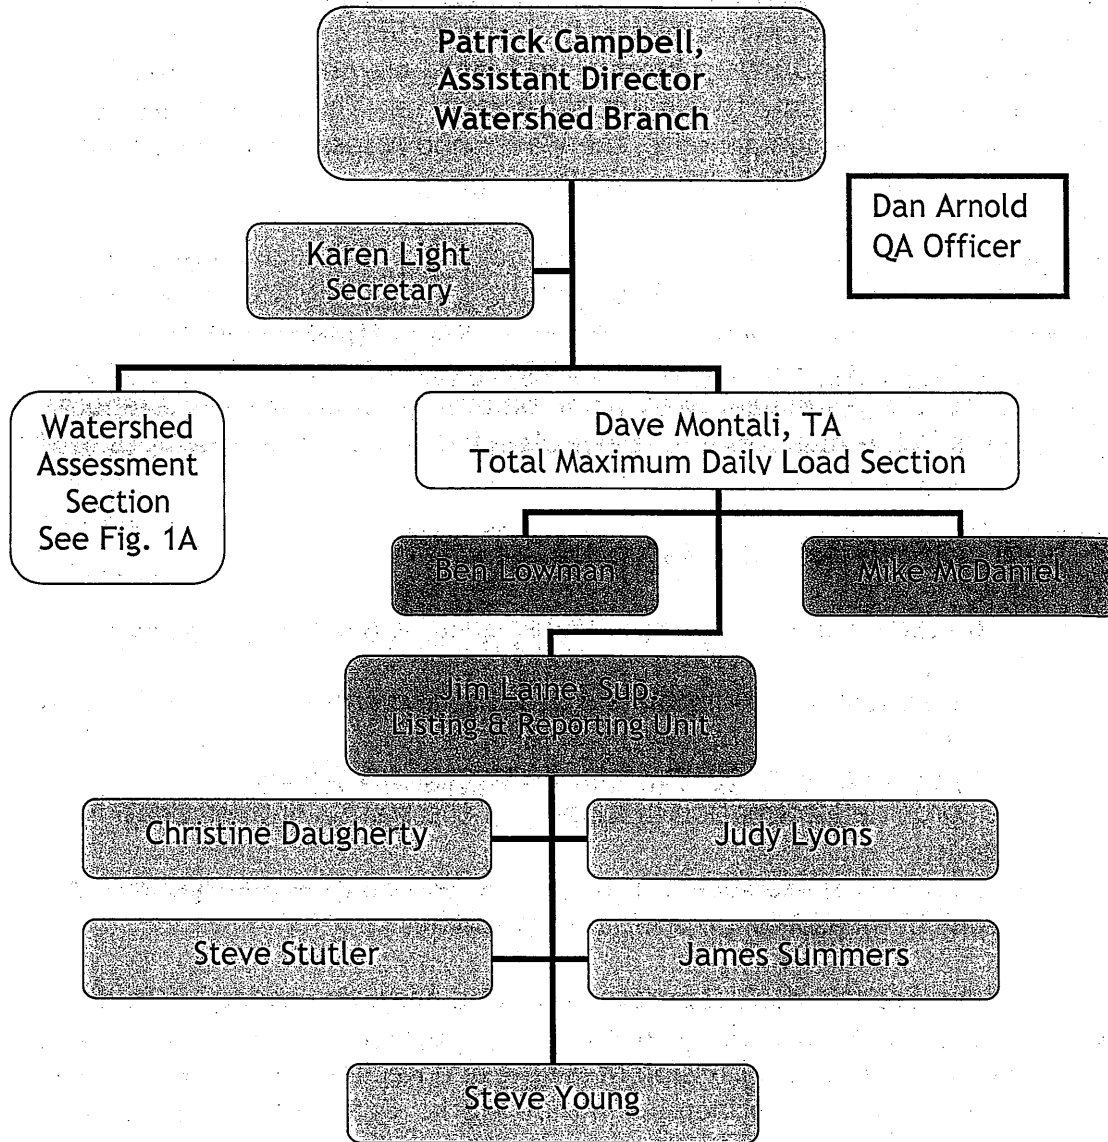 Patrick Campbell,
Assistant Director
Watershed Branch
Dan Arnold
QA Officer
Karen Light
Secretary
Watershed
Assessment
Section
See Fig. 1A
Dave Montali, TA
Total Maximum Daily Load Section
Ben Lowman
Mike McDaniel
Jim Laine, Sup.
Listing & Reporting Unit
Christine Daugherty
Judy Lyons
Steve Stutler
James Summers
Steve Young